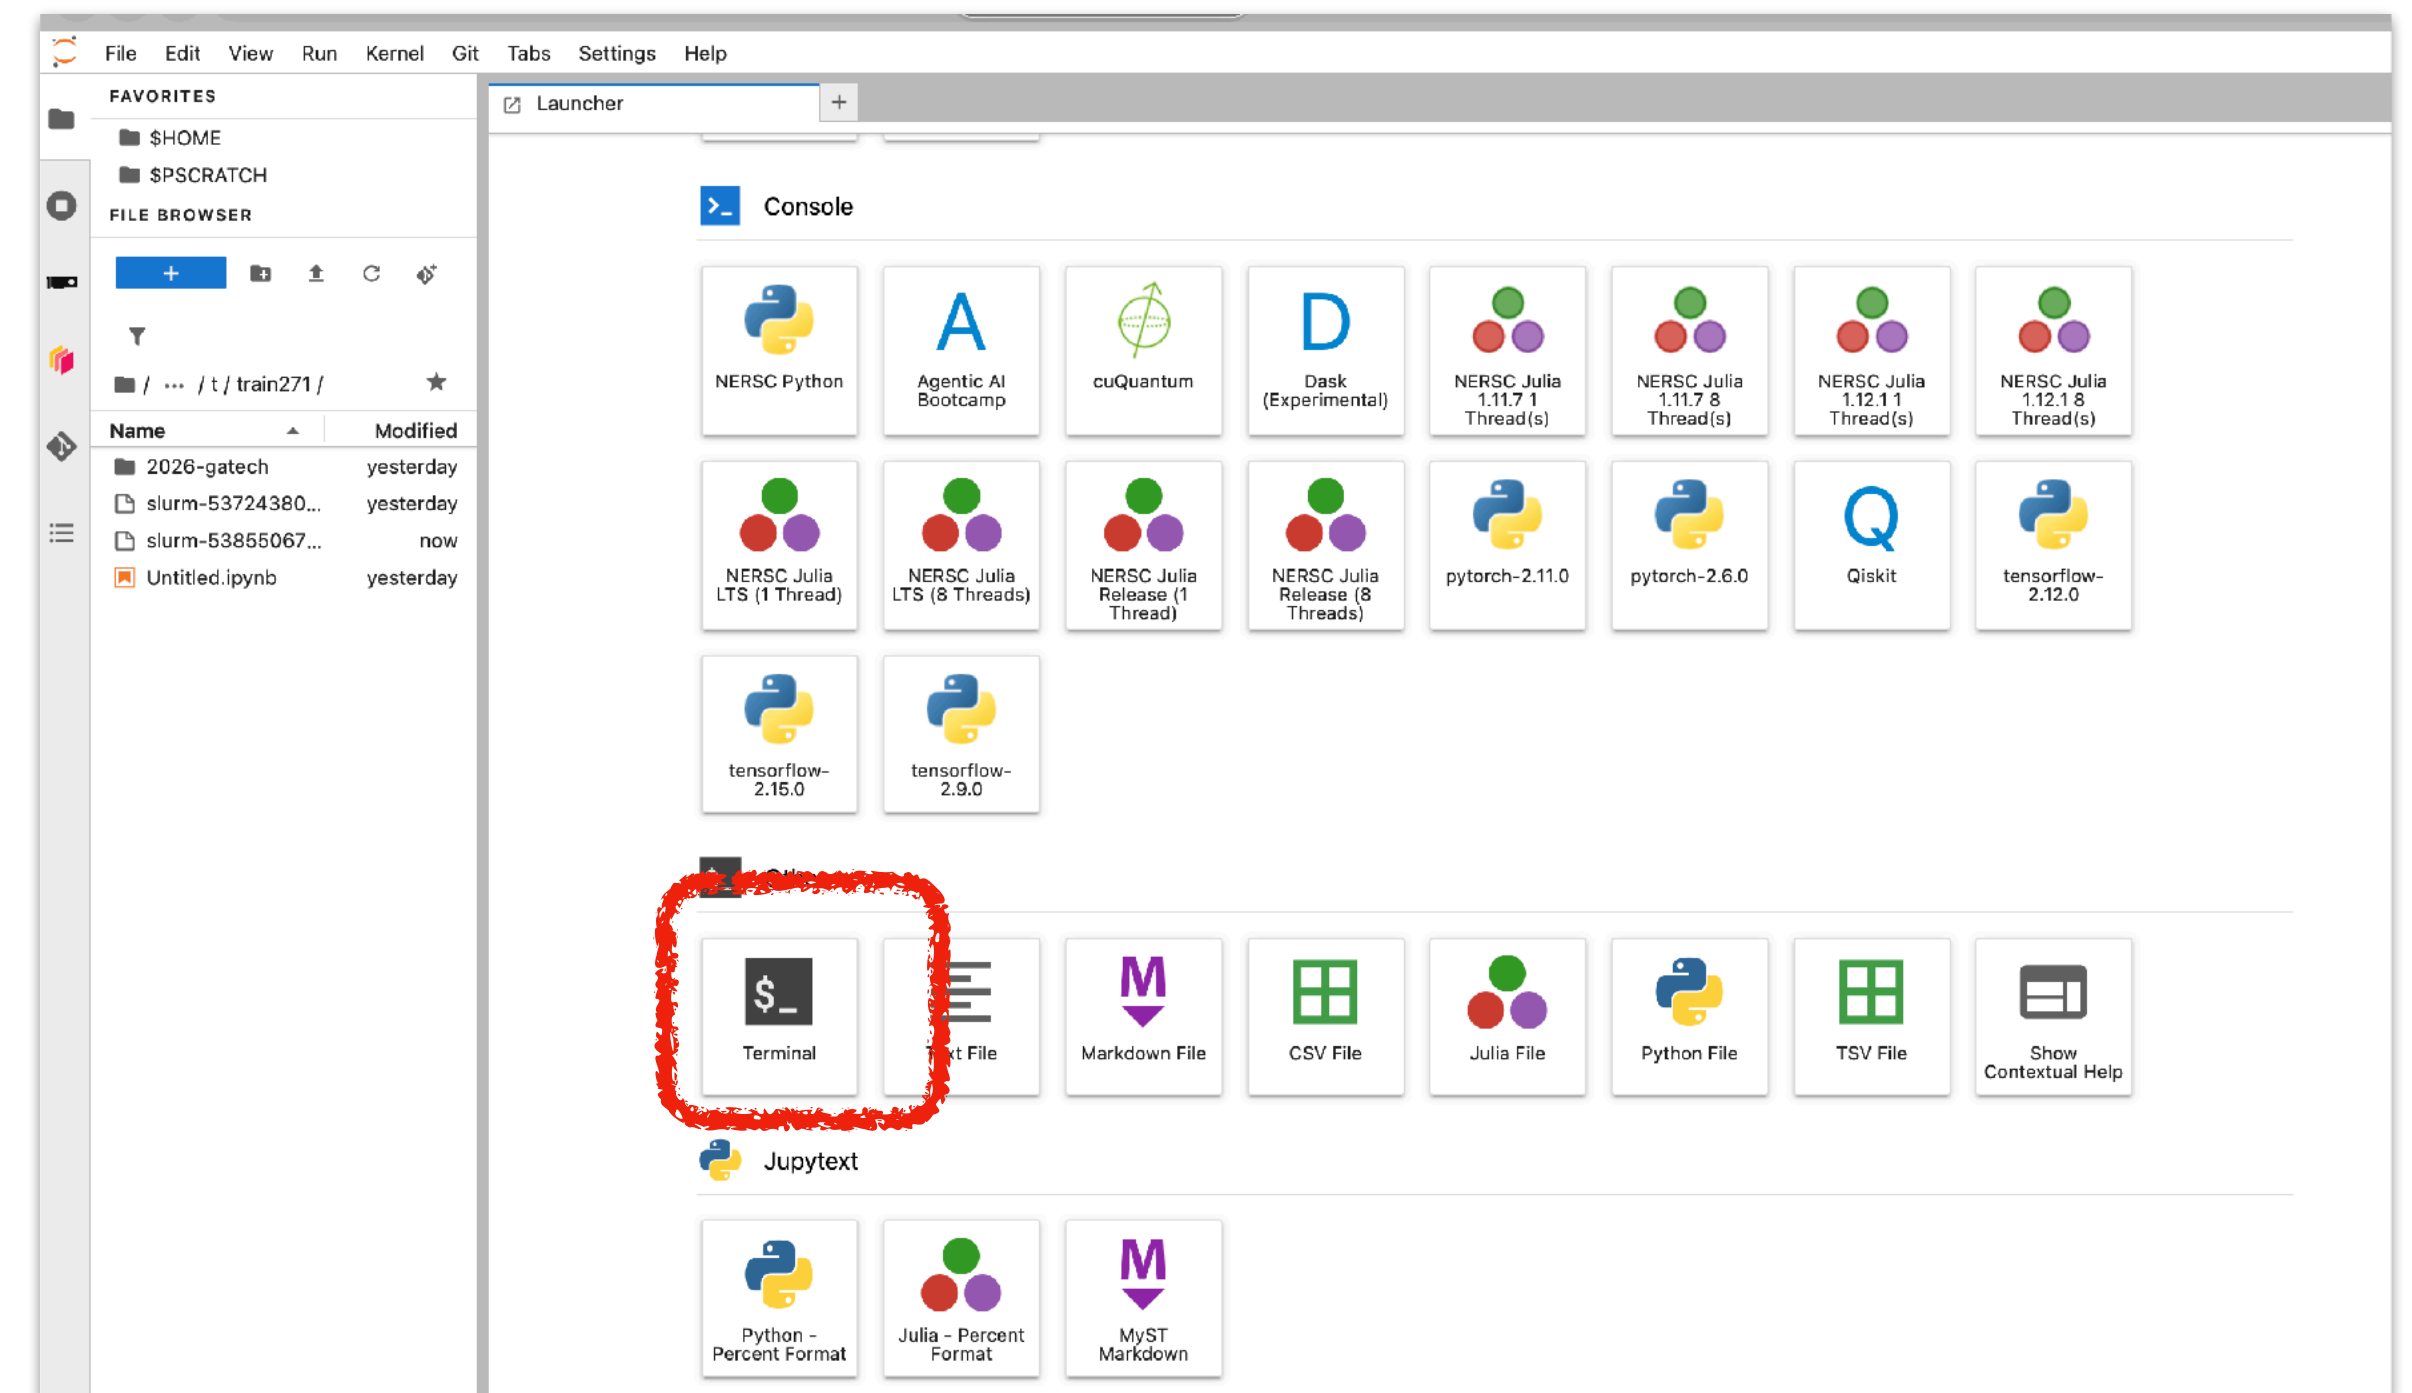 File Edit View Run Kernel Git Tabs Settings Help
FAVORITES
$HOME
$PSCRATCH
FILE BROWSER
+
/ ··· / t / train271 /
Name Modified
2026-gatech yesterday
slurm-53724380... yesterday
slurm-53855067... now
Untitled.ipynb yesterday
Launcher +
>_ Console
NERSC Python
A
Agentic AI
Bootcamp
cuQuantum
D
Dask
(Experimental)
NERSC Julia
1.11.7 1
Thread(s)
NERSC Julia
1.11.7 8
Thread(s)
NERSC Julia
1.12.1 1
Thread(s)
NERSC Julia
1.12.1 8
Thread(s)
NERSC Julia
LTS (1 Thread)
NERSC Julia
LTS (8 Threads)
NERSC Julia
Release (1
Thread)
NERSC Julia
Release (8
Threads)
pytorch-2.11.0
pytorch-2.6.0
Q
Qiskit
tensorflow-
2.12.0
tensorflow-
2.15.0
tensorflow-
2.9.0
$_
Terminal
Text File
M
Markdown File
CSV File
Julia File
Python File
TSV File
Show
Contextual Help
Jupytext
Python -
Percent Format
Julia - Percent
Format
M
MyST
Markdown